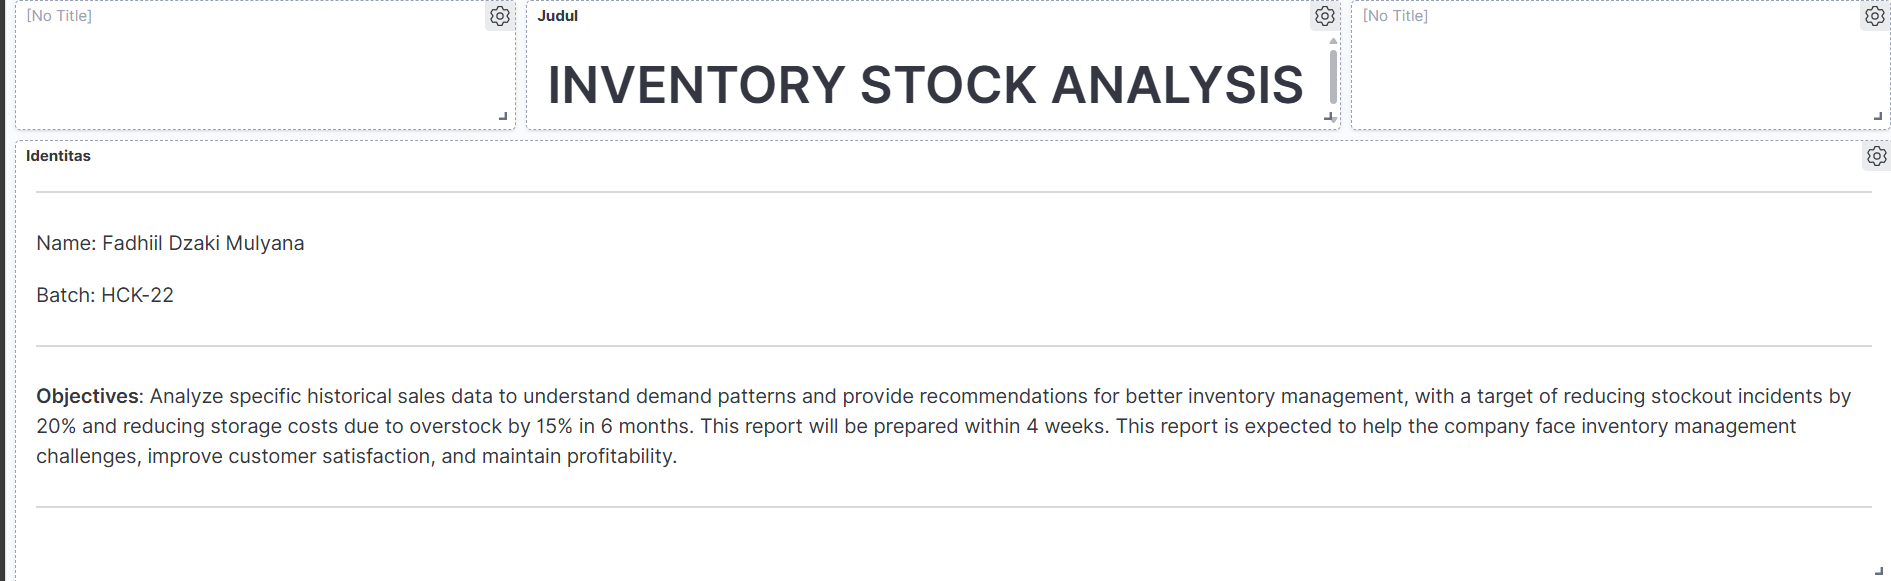 [No Title]
Judul
[No Title]
INVENTORY STOCK ANALYSIS
Identitas
Name: Fadhiil Dzaki Mulyana
Batch: HCK-22
Objectives: Analyze specific historical sales data to understand demand patterns and provide recommendations for better inventory management, with a target of reducing stockout incidents by
20% and reducing storage costs due to overstock by 15% in 6 months. This report will be prepared within 4 weeks. This report is expected to help the company face inventory management
challenges, improve customer satisfaction, and maintain profitability.